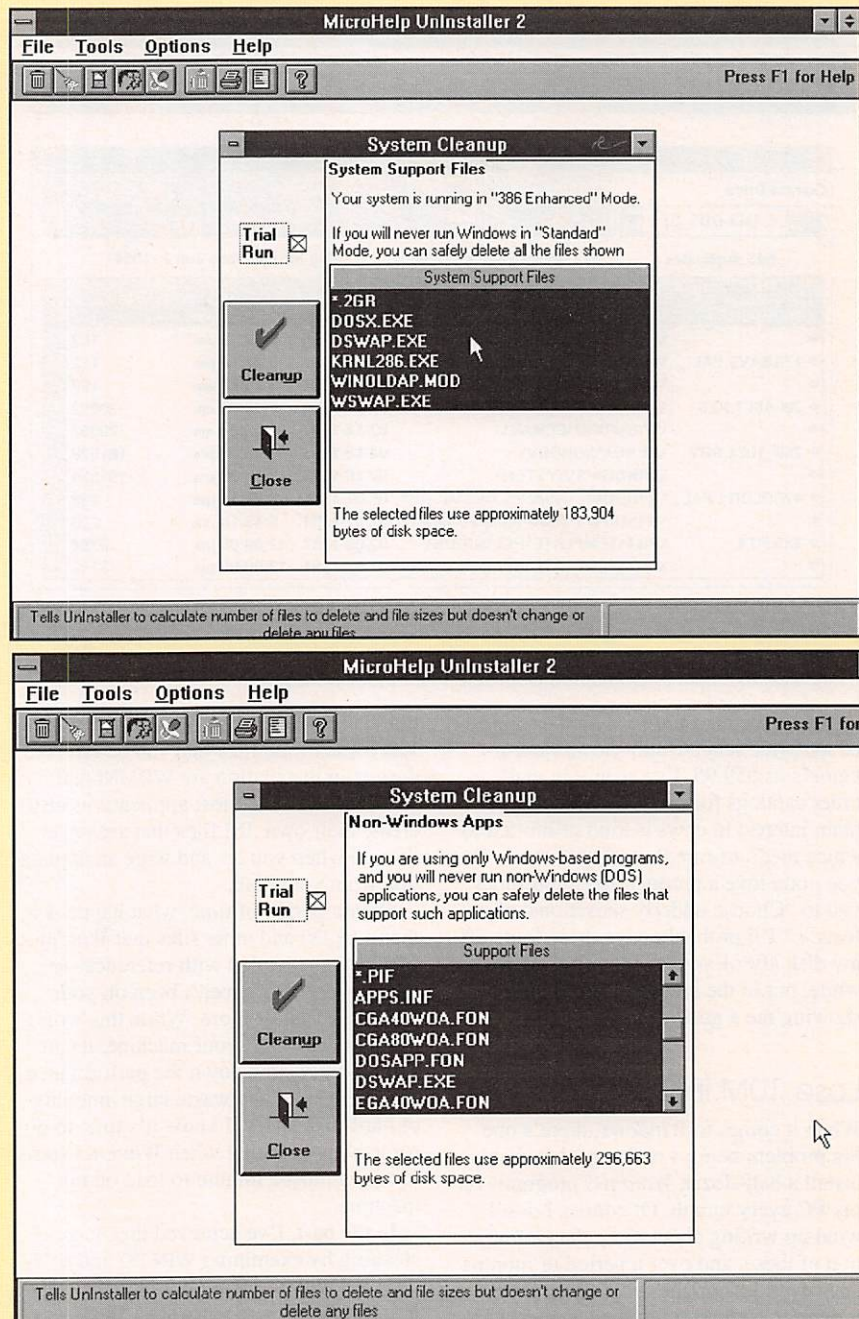 MicroHelp UnInstaller 2
File Tools Options Help
Press F1 for Help
System Cleanup
System Support Files
Your system is running in "386 Enhanced" Mode.
If you will never run Windows in "Standard"
Mode, you can safely delete all the files shown
Trial
Run
System Support Files
*.2GR
DOSX.EXE
DSWAP.EXE
KRNL286.EXE
WINOLDAP.MOD
WSWAP.EXE
Cleanup
Close
The selected files use approximately 183,904
bytes of disk space.
Tells UnInstaller to calculate number of files to delete and file sizes but doesn't change or
delete any files
MicroHelp UnInstaller 2
File Tools Options Help
Press F1 for
System Cleanup
Non-Windows Apps
If you are using only Windows-based programs,
and you will never run non-Windows (DOS)
applications, you can safely delete the files that
support such applications.
Trial
Run
Support Files
*.PIF
APPS.INF
CGA40WOA.FON
CGA80WOA.FON
DOSAPP.FON
DSWAP.EXE
EGA40WOA.FON
Cleanup
Close
The selected files use approximately 296,663
bytes of disk space.
Tells UnInstaller to calculate number of files to delete and file sizes but doesn't change or
delete any files